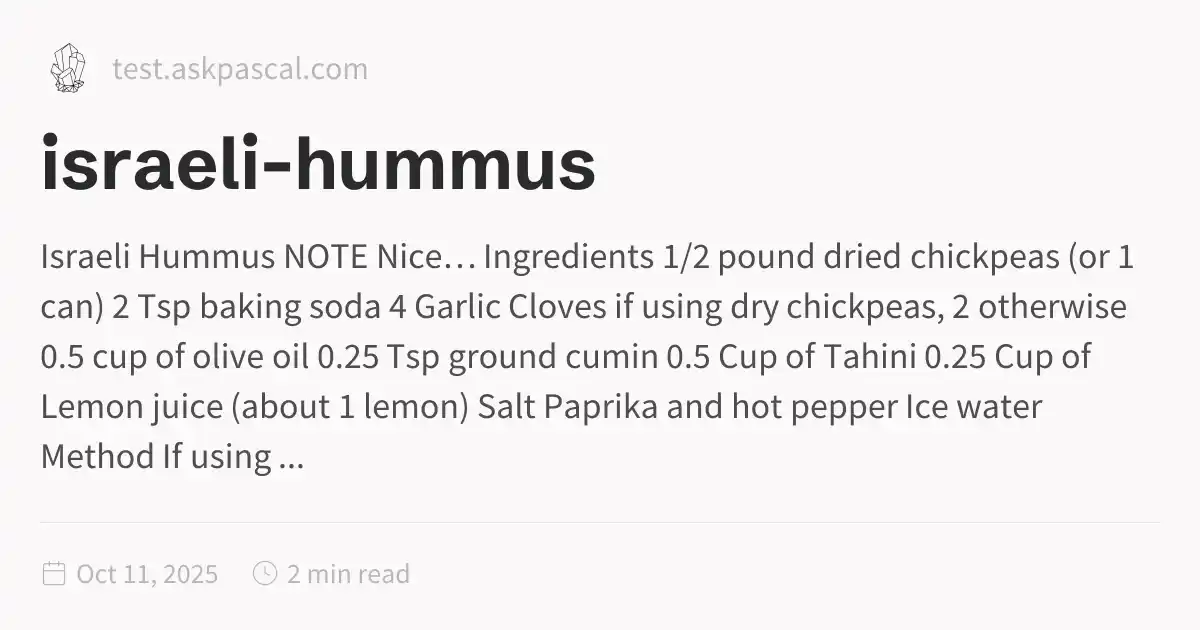 test.askpascal.com
israeli-hummus
Israeli Hummus NOTE Nice… Ingredients 1/2 pound dried chickpeas (or 1
can) 2 Tsp baking soda 4 Garlic Cloves if using dry chickpeas, 2 otherwise
0.5 cup of olive oil 0.25 Tsp ground cumin 0.5 Cup of Tahini 0.25 Cup of
Lemon juice (about 1 lemon) Salt Paprika and hot pepper Ice water
Method If using ...
Oct 11, 2025 2 min read